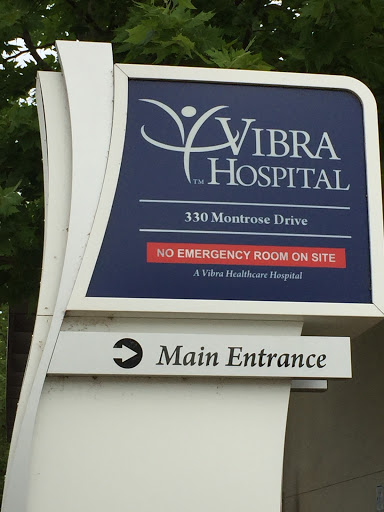 VIBRA
TM HOSPITAL
330 Montrose Drive
NO EMERGENCY ROOM ON SITE
A Vibra Healthcare Hospital
Main Entrance